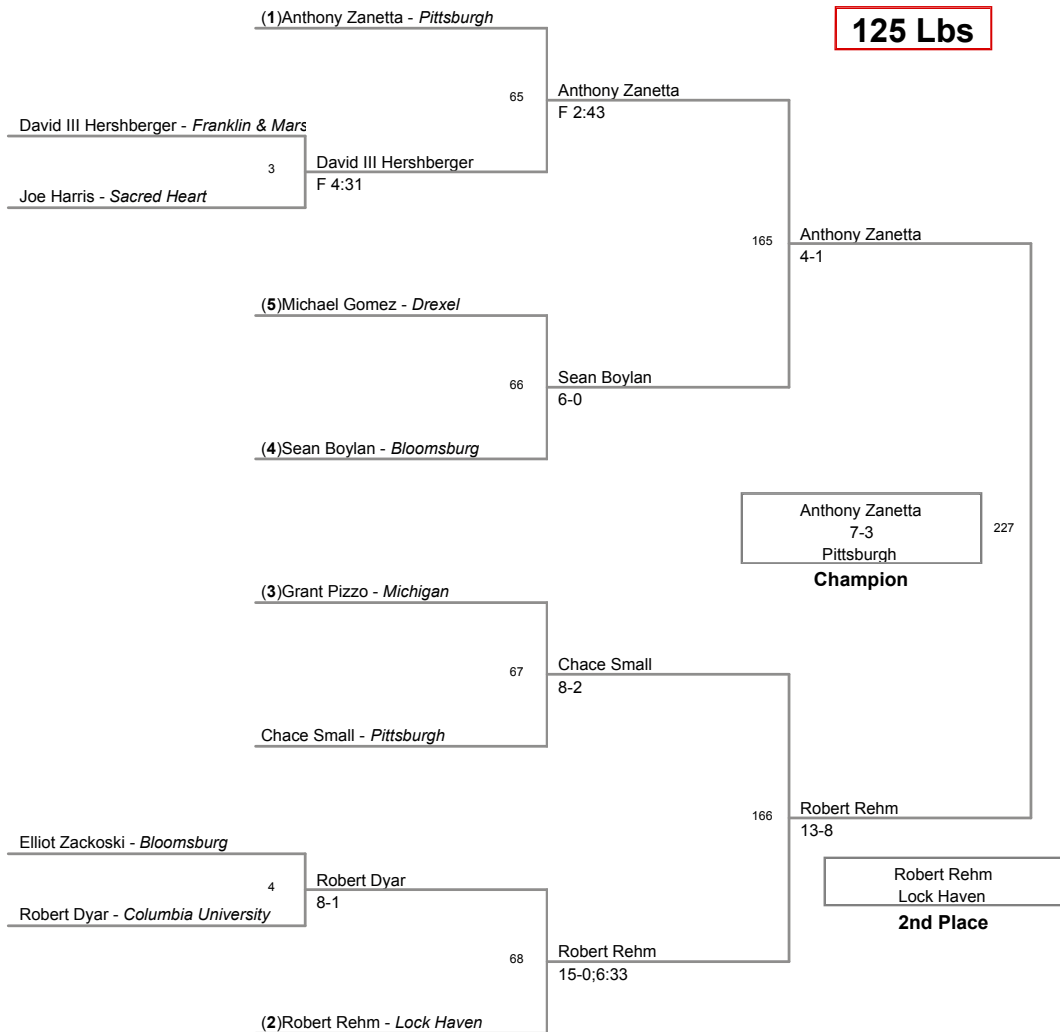 (1)Anthony Zanetta - Pittsburgh
125 Lbs
65
Anthony Zanetta
F 2:43
David III Hershberger - Franklin & Mars
3
David III Hershberger
F 4:31
Joe Harris - Sacred Heart
165
Anthony Zanetta
4-1
(5)Michael Gomez - Drexel
66
Sean Boylan
6-0
(4)Sean Boylan - Bloomsburg
Anthony Zanetta
7-3
Pittsburgh
227
Champion
(3)Grant Pizzo - Michigan
67
Chace Small
8-2
Chace Small - Pittsburgh
166
Robert Rehm
13-8
Elliot Zackoski - Bloomsburg
4
Robert Dyar
8-1
Robert Dyar - Columbia University
Robert Rehm
Lock Haven
2nd Place
68
Robert Rehm
15-0;6:33
(2)Robert Rehm - Lock Haven